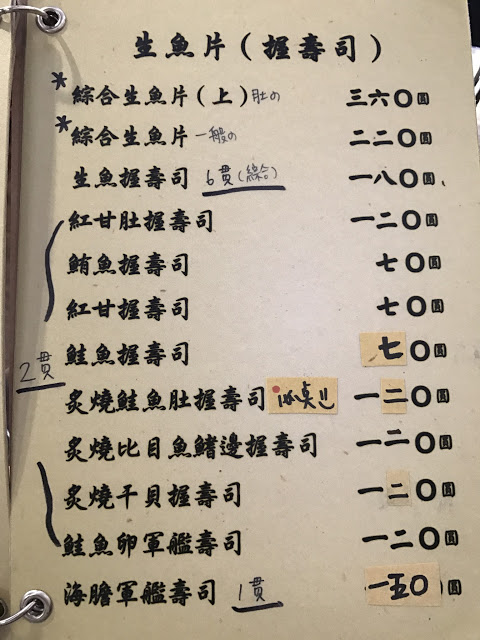 生魚片（握壽司）
*綜合生魚片（上）肚の 三六〇圓
*綜合生魚片 一般の 二二〇圓
生魚握壽司 6貫(綜合) 一八〇圓
紅甘肚握壽司 一二〇圓
鮪魚握壽司 七〇圓
紅甘握壽司 七〇圓
鮭魚握壽司 七〇圓
2貫
炙燒鮭魚肚握壽司 一二〇圓
炙燒比目魚鰭邊握壽司 一二〇圓
炙燒干貝握壽司 一二〇圓
鮭魚卵軍艦壽司 一二〇圓
海膽軍艦壽司 1貫 一五〇圓